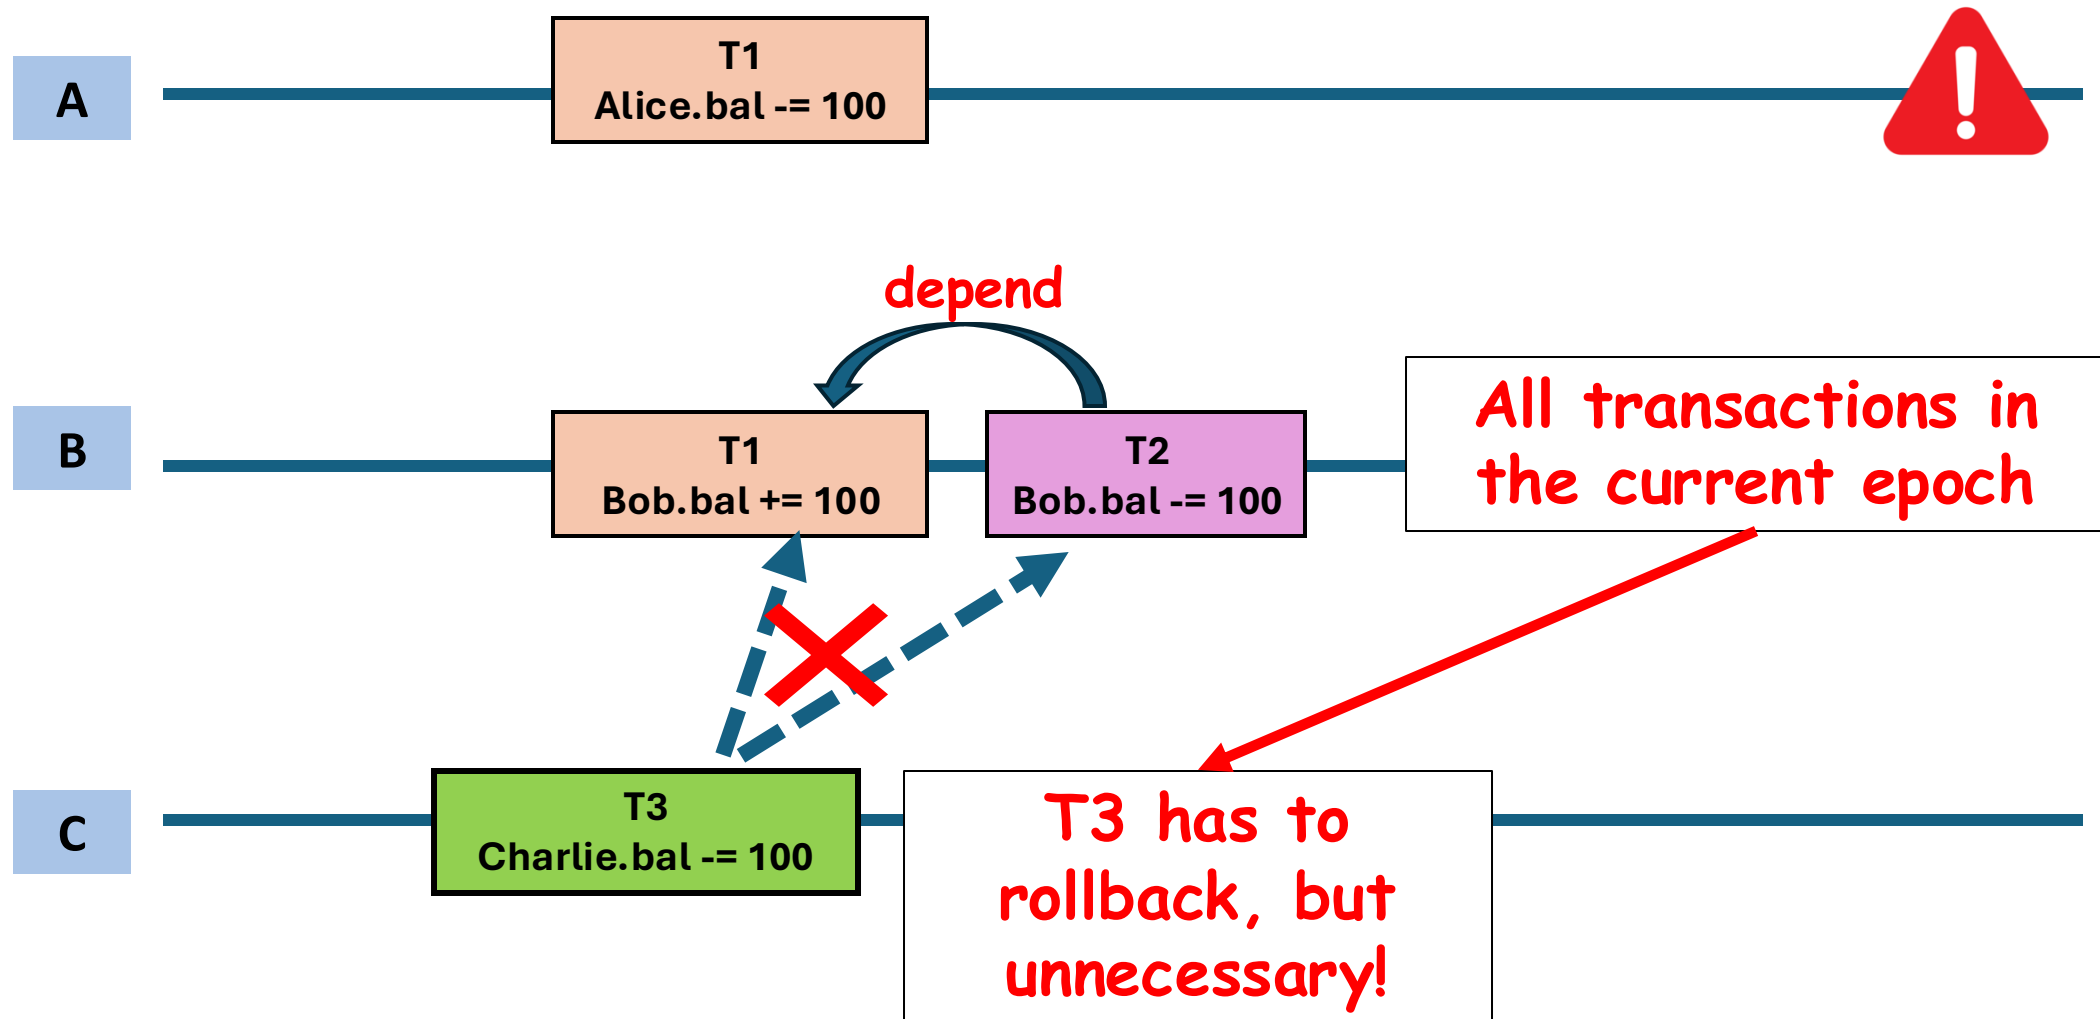 A
T1
Alice.bal -= 100
depend
B
T1
Bob.bal += 100
T2
Bob.bal -= 100
All transactions in
the current epoch
C
T3
Charlie.bal -= 100
T3 has to
rollback, but
unnecessary!